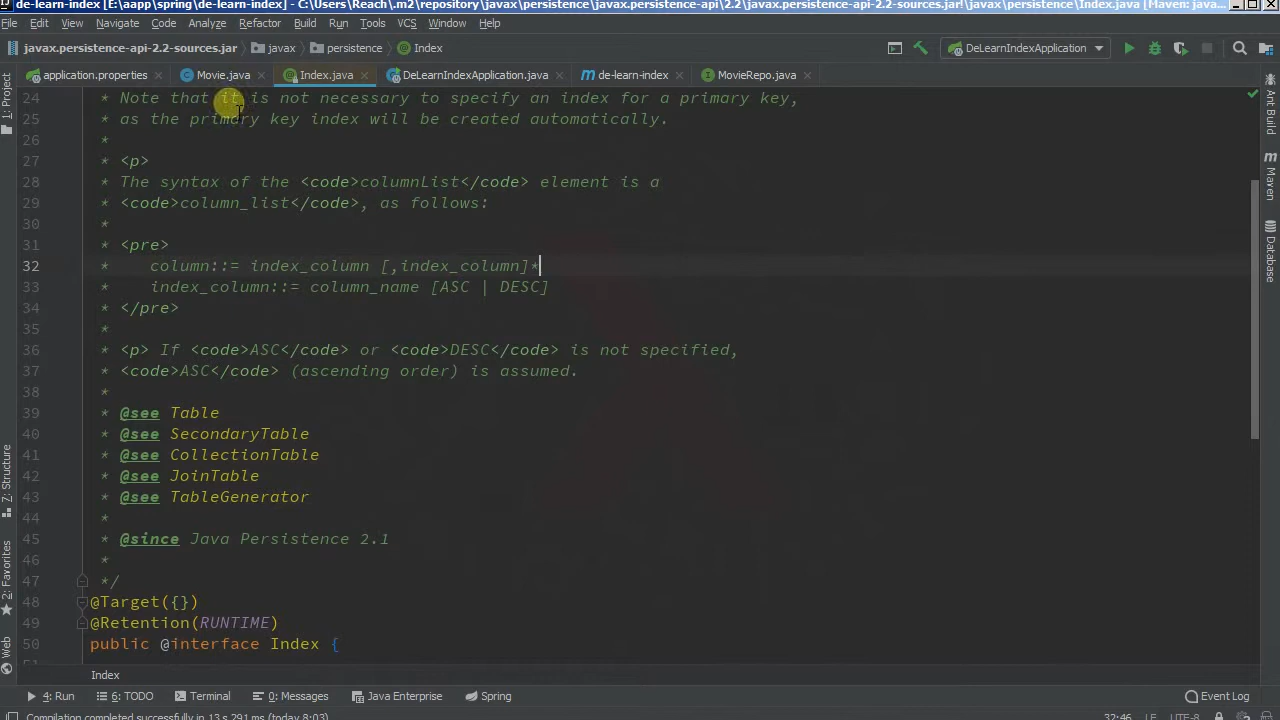 de-learn-index [E:\aapp\spring\de-learn-index] - C:\Users\Reach\.m2\repository\javax\persistence\javax.persistence-api\2.2\javax.persistence-api-2.2-sources.jar!\javax\persistence\Index.java [Maven: java...
File Edit View Navigate Code Analyze Refactor Build Run Tools VCS Window Help
javax.persistence-api-2.2-sources.jar javax persistence Index DeLearnIndexApplication
application.properties Movie.java Index.java DeLearnIndexApplication.java de-learn-index MovieRepo.java
1: Project
7: Structure
2: Favorites
Web
Ant Build
Maven
Database
24 * Note that it is not necessary to specify an index for a primary key,
25 * as the primary key index will be created automatically.
26 *
27 * <p>
28 * The syntax of the <code>columnList</code> element is a
29 * <code>column_list</code>, as follows:
30 *
31 * <pre>
32 * column::= index_column [,index_column]*
33 * index_column::= column_name [ASC | DESC]
34 * </pre>
35 *
36 * <p> If <code>ASC</code> or <code>DESC</code> is not specified,
37 * <code>ASC</code> (ascending order) is assumed.
38 *
39 * @see Table
40 * @see SecondaryTable
41 * @see CollectionTable
42 * @see JoinTable
43 * @see TableGenerator
44 *
45 * @since Java Persistence 2.1
46 *
47 */
48 @Target({})
49 @Retention(RUNTIME)
50 public @interface Index {
Index
4: Run 6: TODO Terminal 0: Messages Java Enterprise Spring Event Log
Compilation completed successfully in 13 s 291 ms (today 8:03) 32:46 LF UTF-8